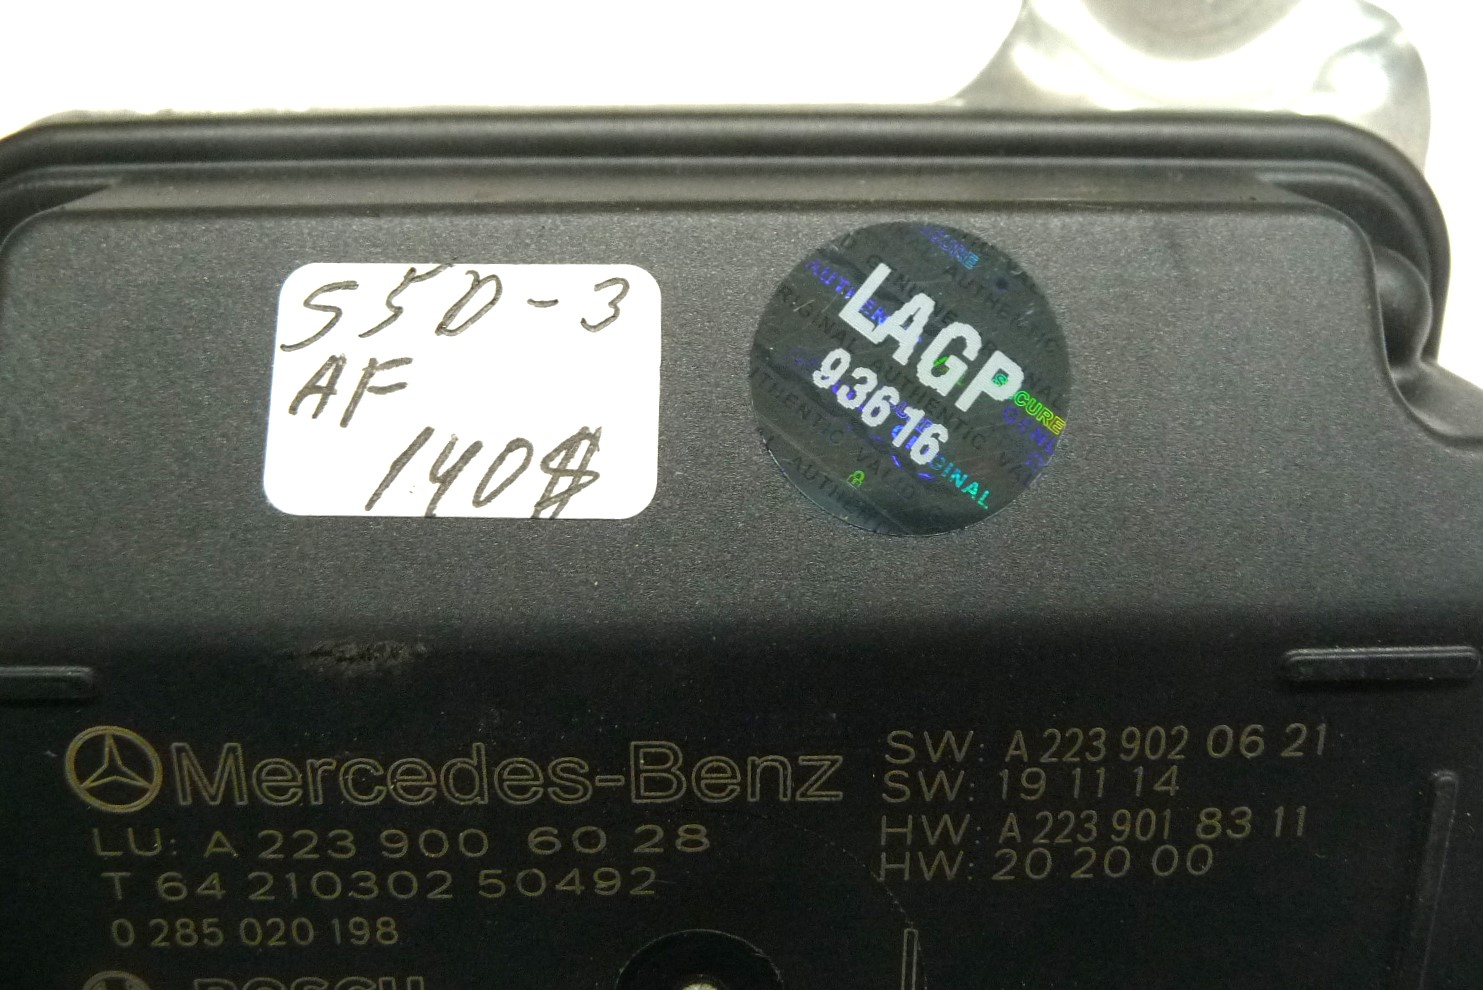 S5D-3
AF
140$
LAGP
93616
Mercedes-Benz
LU: A 223 900 60 28
T 64 210302 50492
0 285 020 198
SW: A 223 902 06 21
SW: 19 11 14
HW: A 223 901 83 11
HW: 20 20 00
BOSCH